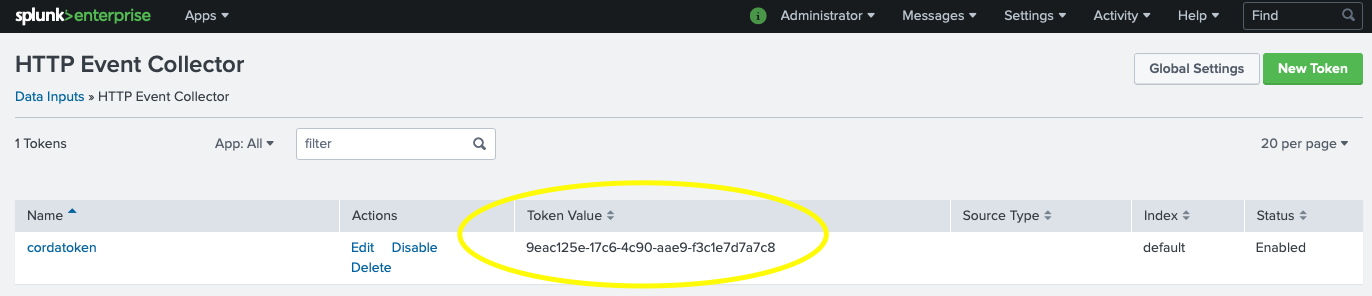 splunk>enterprise Apps Administrator Messages Settings Activity Help Find
HTTP Event Collector
Global Settings New Token
Data Inputs » HTTP Event Collector
1 Tokens App: All filter 20 per page
Name Actions Token Value Source Type Index Status
cordatoken Edit Disable 9eac125e-17c6-4c90-aae9-f3c1e7d7a7c8 default Enabled
Delete